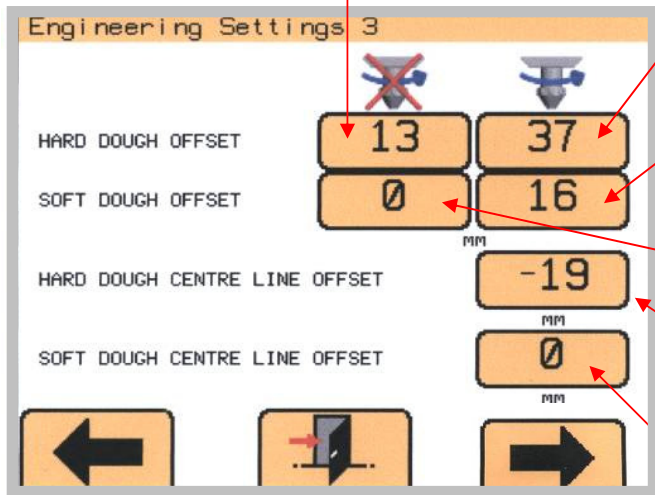 Engineering Settings 3
HARD DOUGH OFFSET 13 37
SOFT DOUGH OFFSET 0 16
MM
HARD DOUGH CENTRE LINE OFFSET -19
MM
SOFT DOUGH CENTRE LINE OFFSET 0
MM